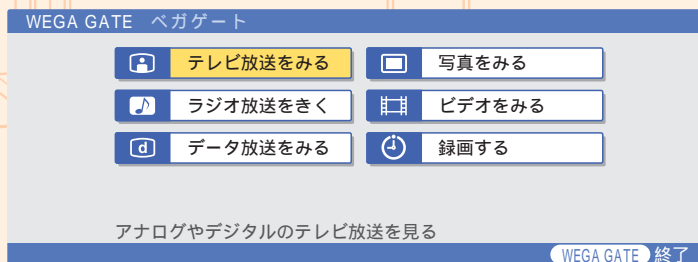 WEGA GATE ベガゲート
テレビ放送をみる
写真をみる
ラジオ放送をきく
ビデオをみる
d データ放送をみる
録画する
アナログやデジタルのテレビ放送を見る
WEGA GATE 終了